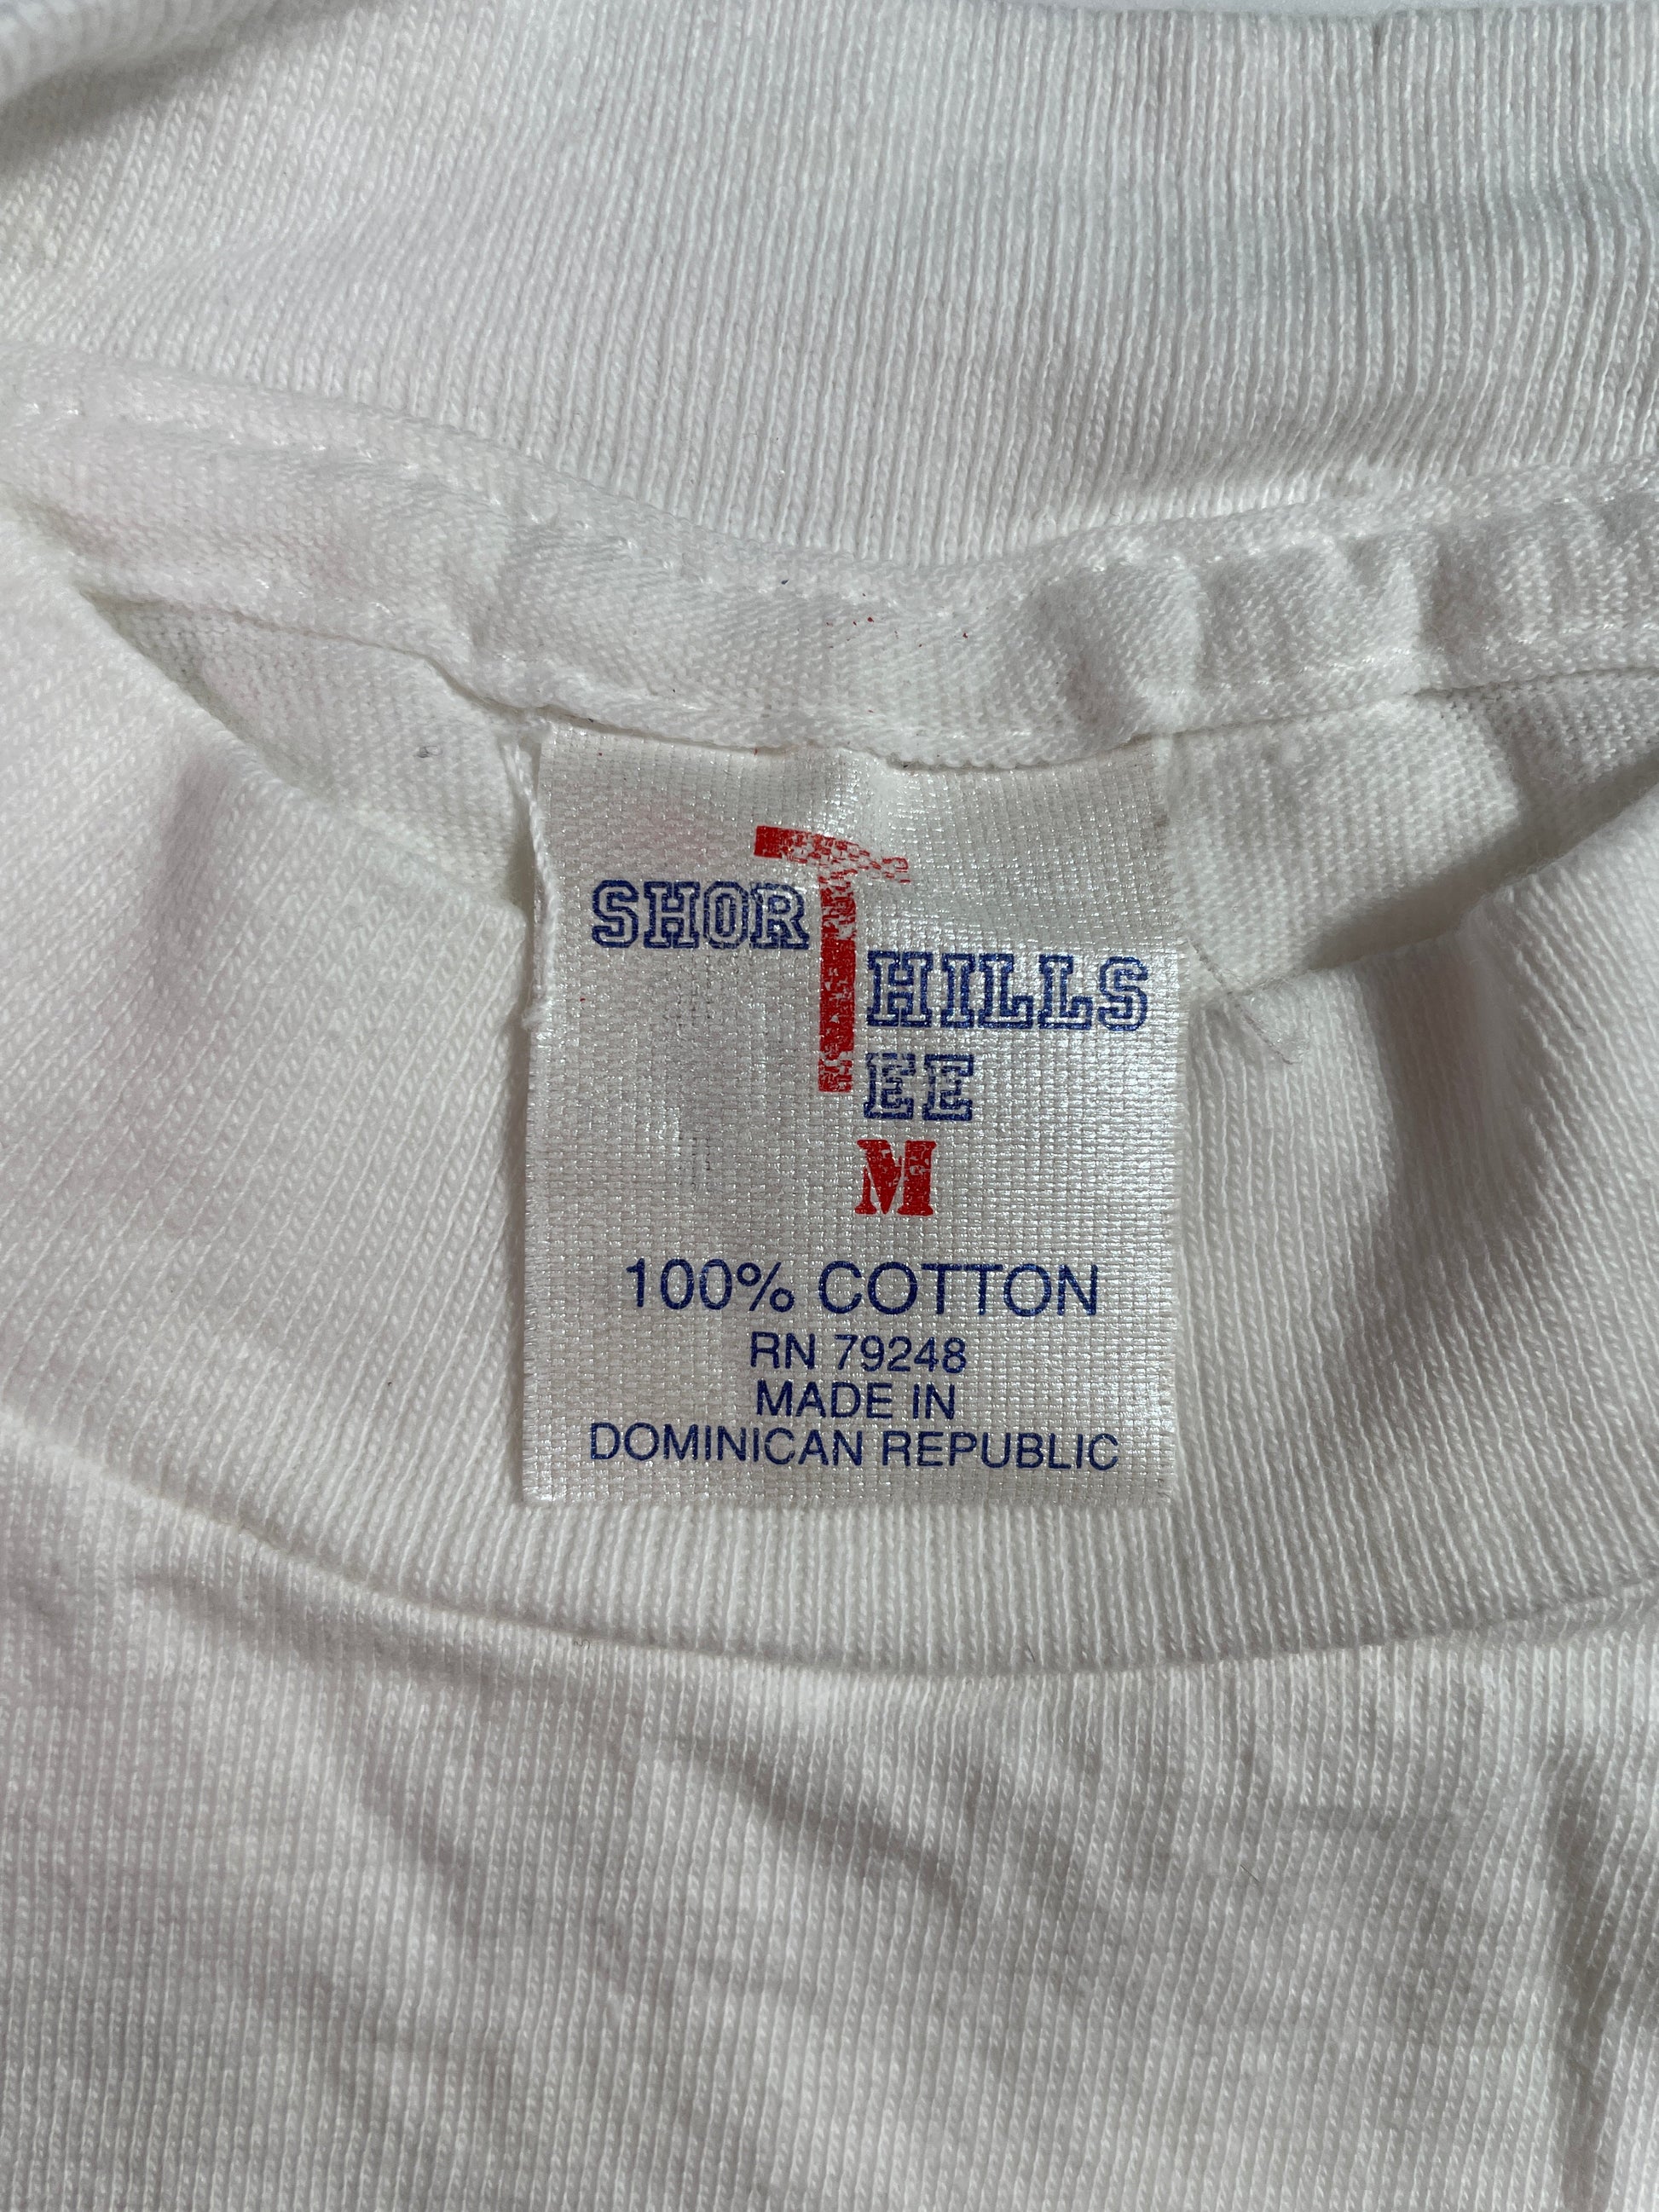 SHORT
HILLS
TEE
M
100% COTTON
RN 79248
MADE IN
DOMINICAN REPUBLIC